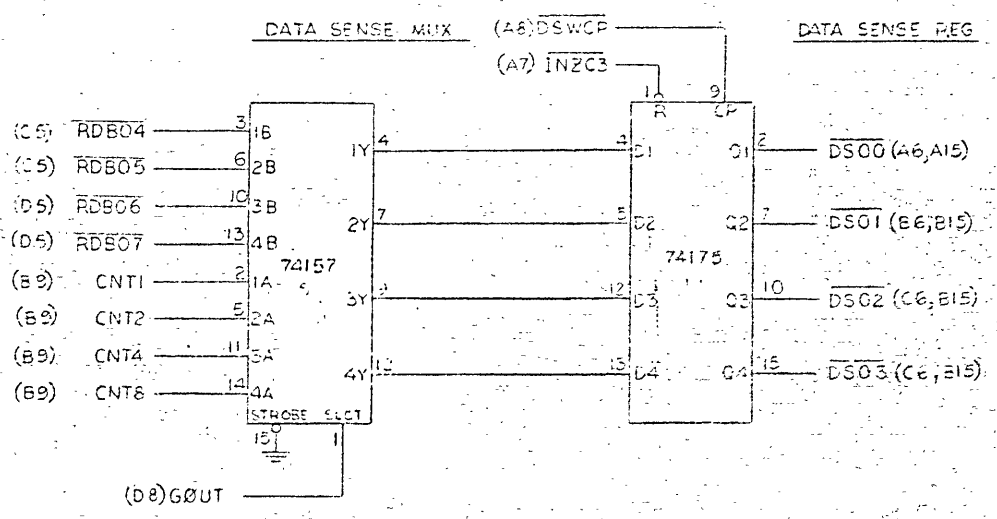 DATA SENSE MUX
(A8) DSWCP
DATA SENSE REG
(A7) INZC3
1 9
R CP
(C5) RDB04 3 1B
1Y 4
4 D1
Q1 2 DS00 (A6,A15)
(C5) RDB05 6 2B
(D5) RDB06 10 3B
2Y 7
5 D2
Q2 7 DS01 (B6,B15)
(D5) RDB07 13 4B
74157
74175
(B9) CNT1 2 1A
3Y 9
12 D3
Q3 10 DS02 (C6,B15)
(B9) CNT2 5 2A
(B9) CNT4 11 3A
4Y 12
13 D4
Q4 15 DS03 (C6,B15)
(B9) CNT8 14 4A
STROBE SLCT
15 1
(D8) GØUT